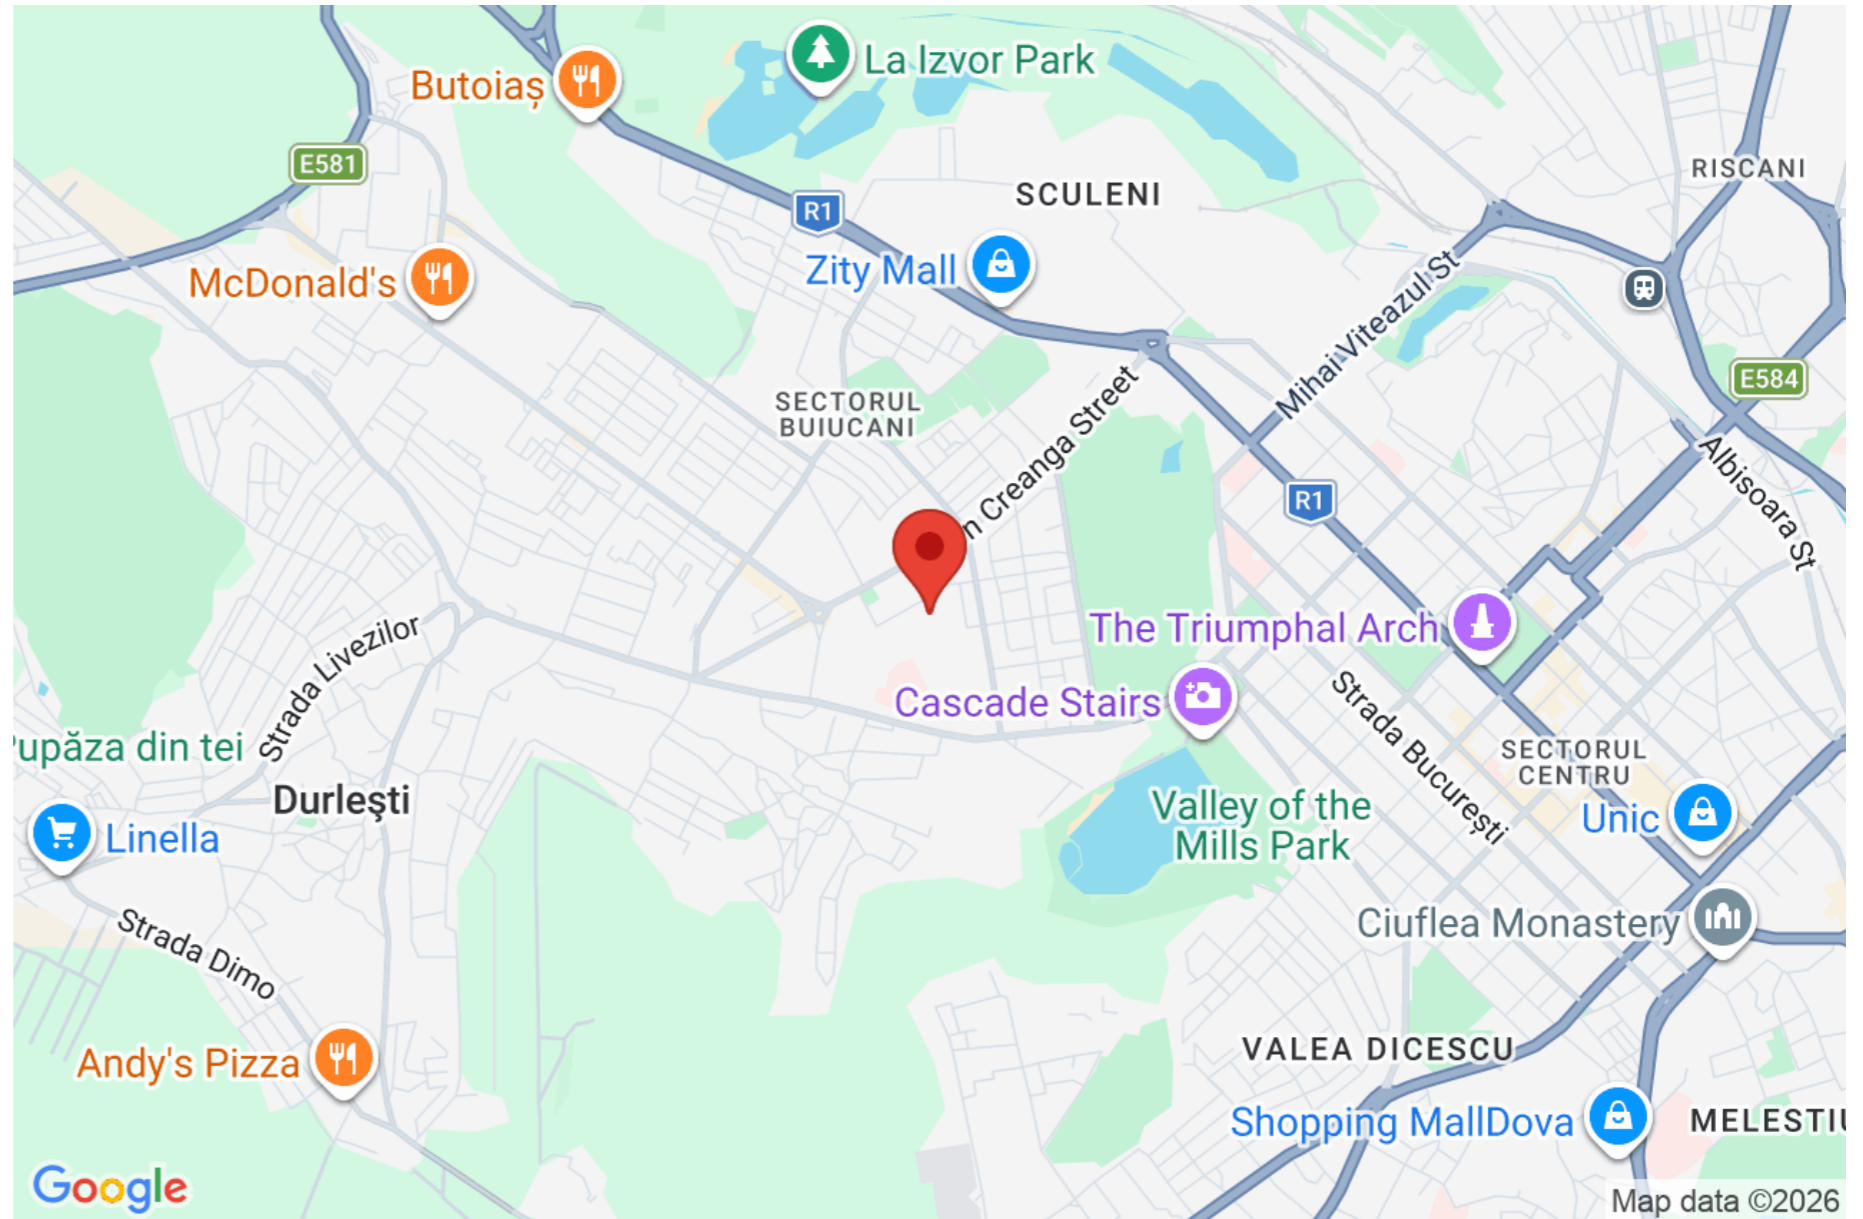 La Izvor Park
Butoiaș
E581
RISCANI
SCULENI
R1
Zity Mall
McDonald's
Mihai Viteazul St
E584
SECTORUL
BUIUCANI
n Creanga Street
R1
Albisoara St
The Triumphal Arch
Strada Livezilor
Cascade Stairs
Strada București
upăza din tei
SECTORUL
CENTRU
Durleşti
Valley of the
Mills Park
Unic
Linella
Ciuflea Monastery
Strada Dimo
VALEA DICESCU
Andy's Pizza
Shopping MallDova
MELESTIU
Google
Map data ©2026